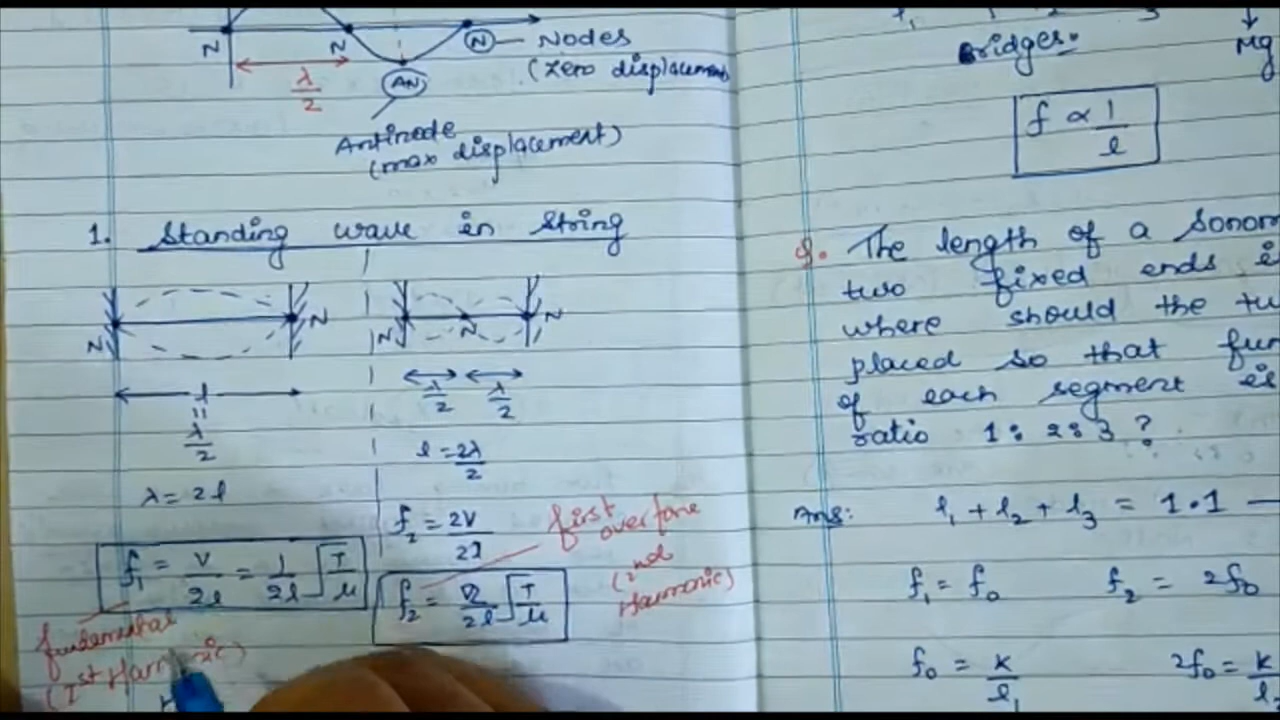 N N N — Nodes
(Zero displacement
λ/2
AN
Antinode
(max displacement)
1. Standing wave in String
N N N N N
l
=
λ/2
λ/2 λ/2
l = 2λ/2
λ = 2l
f₁ = V/2l = 1/2l √T/μ
fundamental
(1st Harmonic)
f₂ = 2V/2l
f₂ = 2/2l √T/μ
first overtone
(2nd Harmonic)
Bridges.
Mg
f ∝ 1/l
Q. The length of a
two fixed ends
where should the
placed so that
of each segment
ratio 1 : 2 : 3 ?
Ans: l₁ + l₂ + l₃ = 1.1 —
f₁ = f₀ f₂ = 2f₀
f₀ = K/l₁ 2f₀ = K/l₂